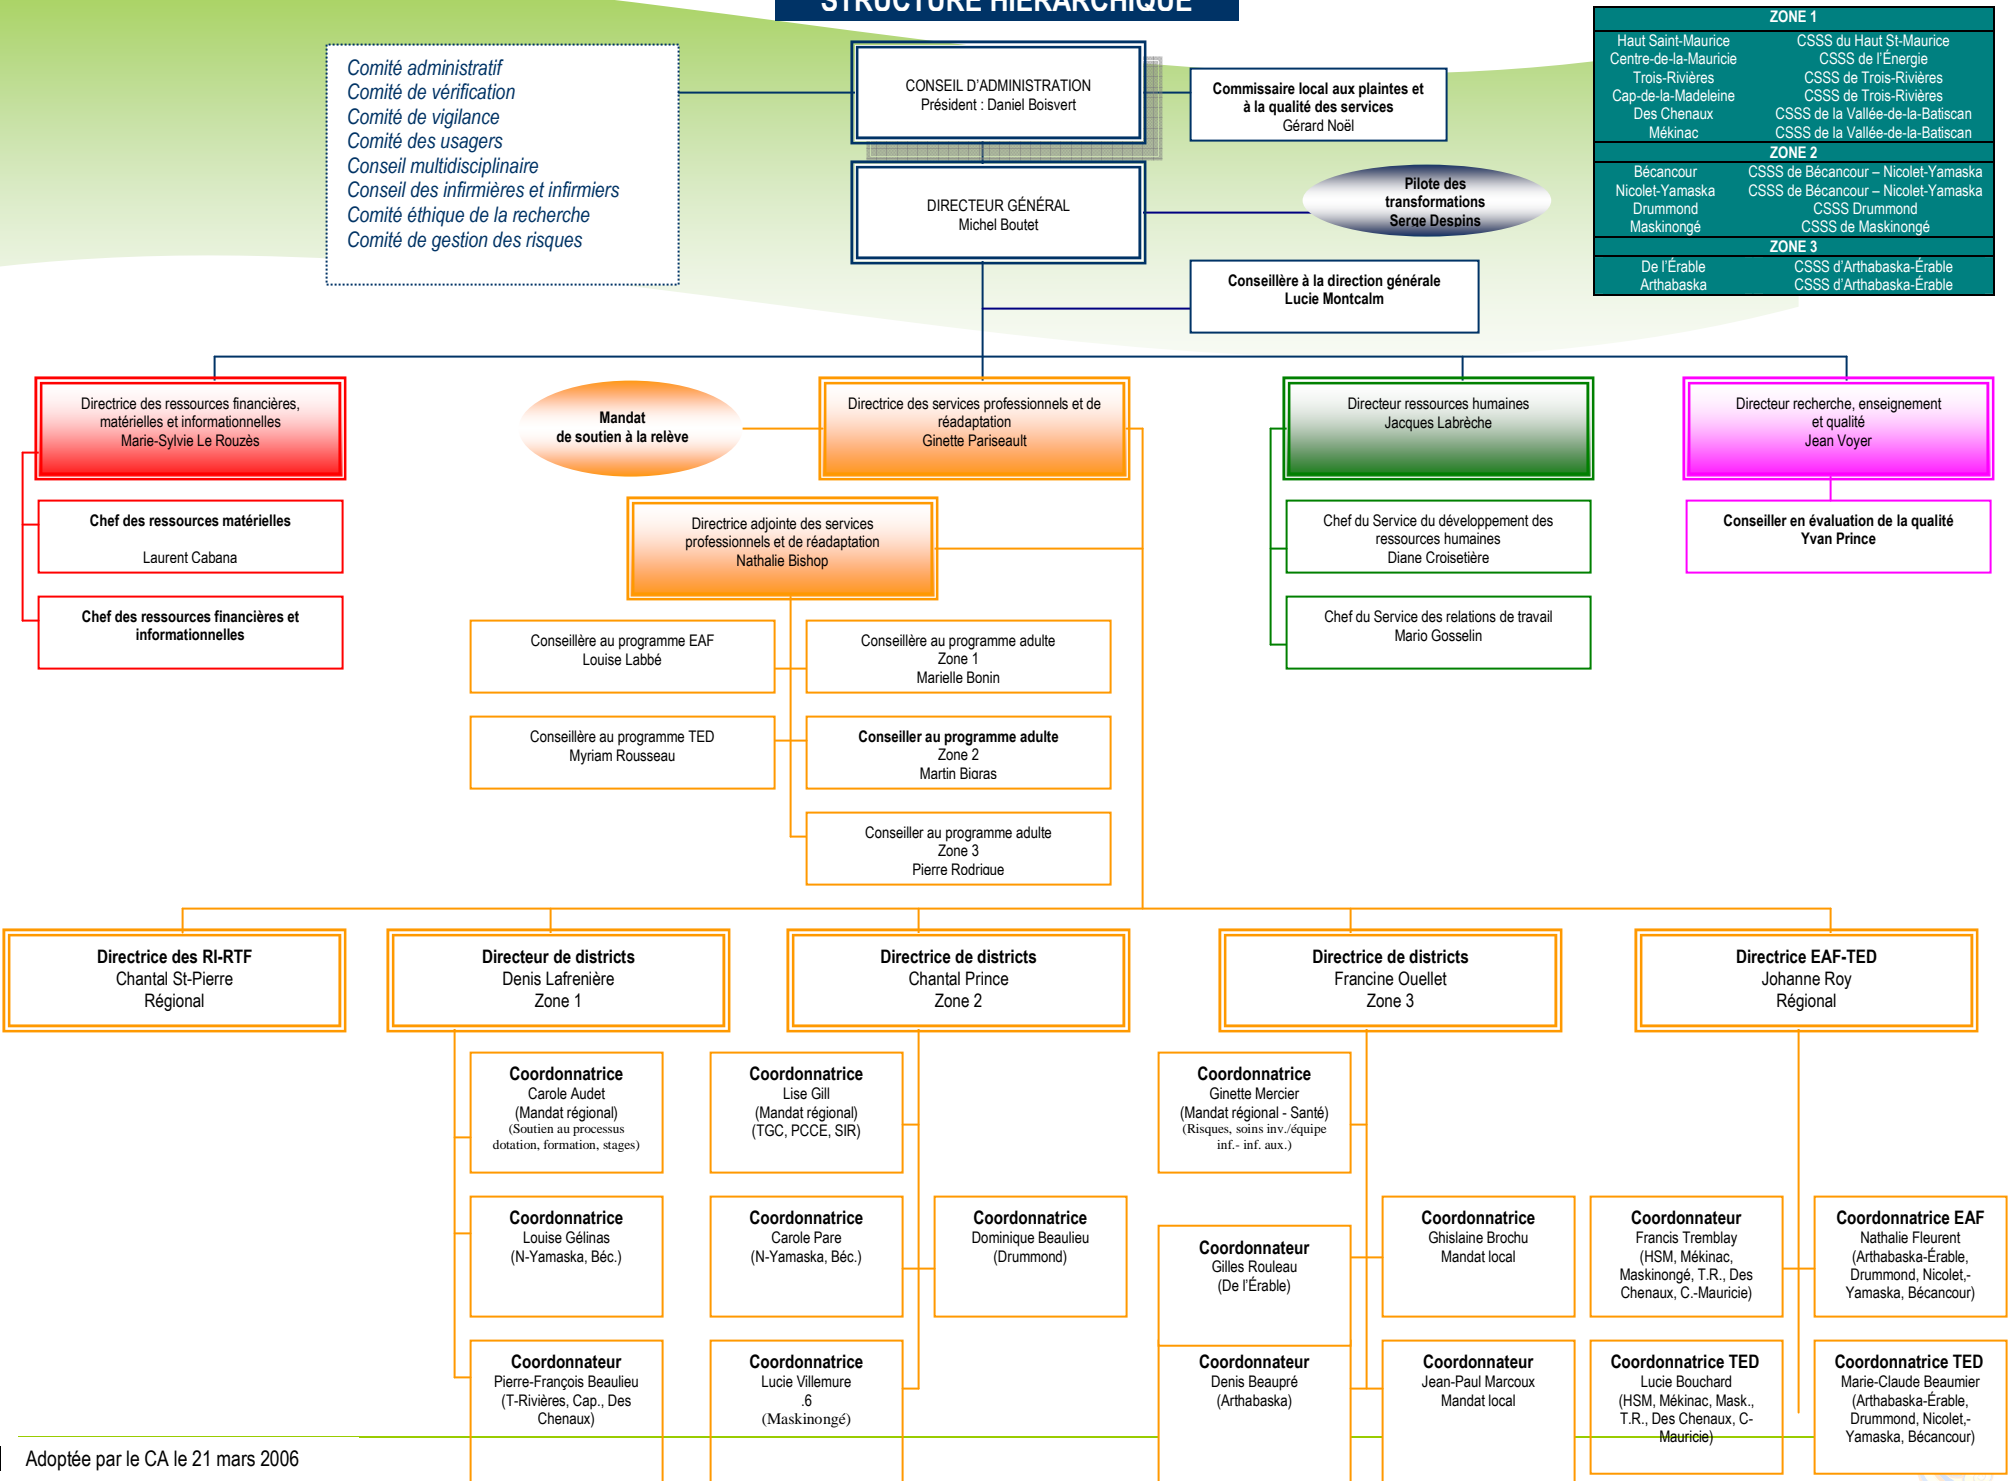 STRUCTURE HIÉRARCHIQUE
Comité administratif
Comité de vérification
Comité de vigilance
Comité des usagers
Conseil multidisciplinaire
Conseil des infirmières et infirmiers
Comité éthique de la recherche
Comité de gestion des risques
CONSEIL D'ADMINISTRATION
Président : Daniel Boisvert
Commissaire local aux plaintes et
à la qualité des services
Gérard Noël
DIRECTEUR GÉNÉRAL
Michel Boutet
Pilote des
transformations
Serge Despins
Conseillère à la direction générale
Lucie Montcalm
ZONE 1
Haut Saint-Maurice CSSS du Haut St-Maurice
Centre-de-la-Mauricie CSSS de l'Énergie
Trois-Rivières CSSS de Trois-Rivières
Cap-de-la-Madeleine CSSS de Trois-Rivières
Des Chenaux CSSS de la Vallée-de-la-Batiscan
Mékinac CSSS de la Vallée-de-la-Batiscan
ZONE 2
Bécancour CSSS de Bécancour – Nicolet-Yamaska
Nicolet-Yamaska CSSS de Bécancour – Nicolet-Yamaska
Drummond CSSS Drummond
Maskinongé CSSS de Maskinongé
ZONE 3
De l'Érable CSSS d'Arthabaska-Érable
Arthabaska CSSS d'Arthabaska-Érable
Directrice des ressources financières,
matérielles et informationnelles
Marie-Sylvie Le Rouzès
Mandat
de soutien à la relève
Directrice des services professionnels et de
réadaptation
Ginette Pariseault
Directeur ressources humaines
Jacques Labrèche
Directeur recherche, enseignement
et qualité
Jean Voyer
Chef des ressources matérielles
Laurent Cabana
Chef des ressources financières et
informationnelles
Directrice adjointe des services
professionnels et de réadaptation
Nathalie Bishop
Chef du Service du développement des
ressources humaines
Diane Croisetière
Chef du Service des relations de travail
Mario Gosselin
Conseiller en évaluation de la qualité
Yvan Prince
Conseillère au programme EAF
Louise Labbé
Conseillère au programme adulte
Zone 1
Marielle Bonin
Conseillère au programme TED
Myriam Rousseau
Conseiller au programme adulte
Zone 2
Martin Bigras
Conseiller au programme adulte
Zone 3
Pierre Rodrigue
Directrice des RI-RTF
Chantal St-Pierre
Régional
Directeur de districts
Denis Lafrenière
Zone 1
Directrice de districts
Chantal Prince
Zone 2
Directrice de districts
Francine Ouellet
Zone 3
Directrice EAF-TED
Johanne Roy
Régional
Coordonnatrice
Carole Audet
(Mandat régional)
(Soutien au processus
dotation, formation, stages)
Coordonnatrice
Lise Gill
(Mandat régional)
(TGC, PCCE, SIR)
Coordonnatrice
Ginette Mercier
(Mandat régional - Santé)
(Risques, soins inv./équipe
inf.- inf. aux.)
Coordonnatrice
Louise Gélinas
(N-Yamaska, Béc.)
Coordonnatrice
Carole Pare
(N-Yamaska, Béc.)
Coordonnatrice
Dominique Beaulieu
(Drummond)
Coordonnateur
Gilles Rouleau
(De l'Érable)
Coordonnatrice
Ghislaine Brochu
Mandat local
Coordonnateur
Francis Tremblay
(HSM, Mékinac,
Maskinongé, T.R., Des
Chenaux, C.-Mauricie)
Coordonnatrice EAF
Nathalie Fleurent
(Arthabaska-Érable,
Drummond, Nicolet,-
Yamaska, Bécancour)
Coordonnateur
Pierre-François Beaulieu
(T-Rivières, Cap., Des
Chenaux)
Coordonnatrice
Lucie Villemure
.6
(Maskinongé)
Coordonnateur
Denis Beaupré
(Arthabaska)
Coordonnateur
Jean-Paul Marcoux
Mandat local
Coordonnatrice TED
Lucie Bouchard
(HSM, Mékinac, Mask.,
T.R., Des Chenaux, C-
Mauricie)
Coordonnatrice TED
Marie-Claude Beaumier
(Arthabaska-Érable,
Drummond, Nicolet,-
Yamaska, Bécancour)
Adoptée par le CA le 21 mars 2006